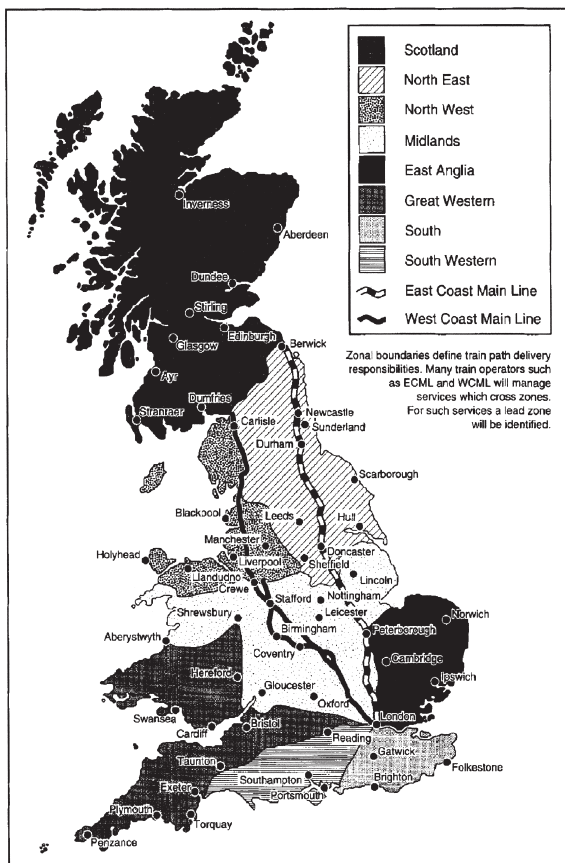 Scotland
North East
North West
Midlands
East Anglia
Great Western
South
South Western
East Coast Main Line
West Coast Main Line
Zonal boundaries define train path delivery
responsibilities. Many train operators such
as ECML and WCML will manage
services which cross zones.
For such services a lead zone
will be identified.
Inverness
Aberdeen
Dundee
Stirling
Edinburgh
Glasgow
Berwick
Ayr
Dumfries
Stranraer
Carlisle
Newcastle
Sunderland
Durham
Scarborough
Blackpool
Leeds
Hull
Manchester
Doncaster
Holyhead
Liverpool
Sheffield
Llandudno
Lincoln
Crewe
Stafford
Nottingham
Shrewsbury
Leicester
Norwich
Aberystwyth
Birmingham
Peterborough
Coventry
Cambridge
Hereford
Ipswich
Gloucester
Oxford
Swansea
London
Cardiff
Bristol
Reading
Gatwick
Taunton
Folkestone
Southampton
Brighton
Exeter
Portsmouth
Plymouth
Torquay
Penzance